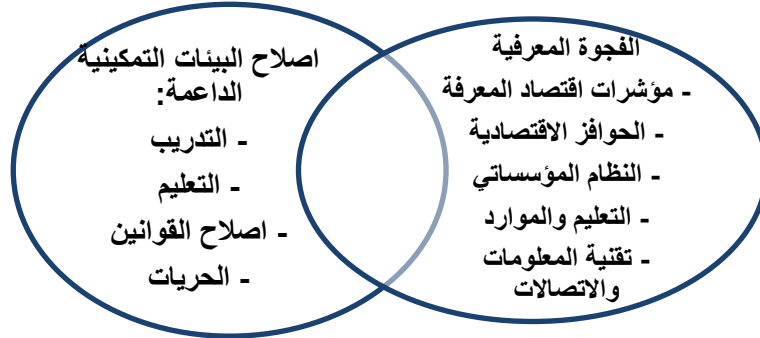 الفجوة المعرفية
- مؤشرات اقتصاد المعرفة
- الحوافز الاقتصادية
- النظام المؤسساتي
- التعليم والموارد
- تقنية المعلومات
والاتصالات
اصلاح البيئات التمكينية
الداعمة:
- التدريب
- التعليم
- اصلاح القوانين
- الحريات